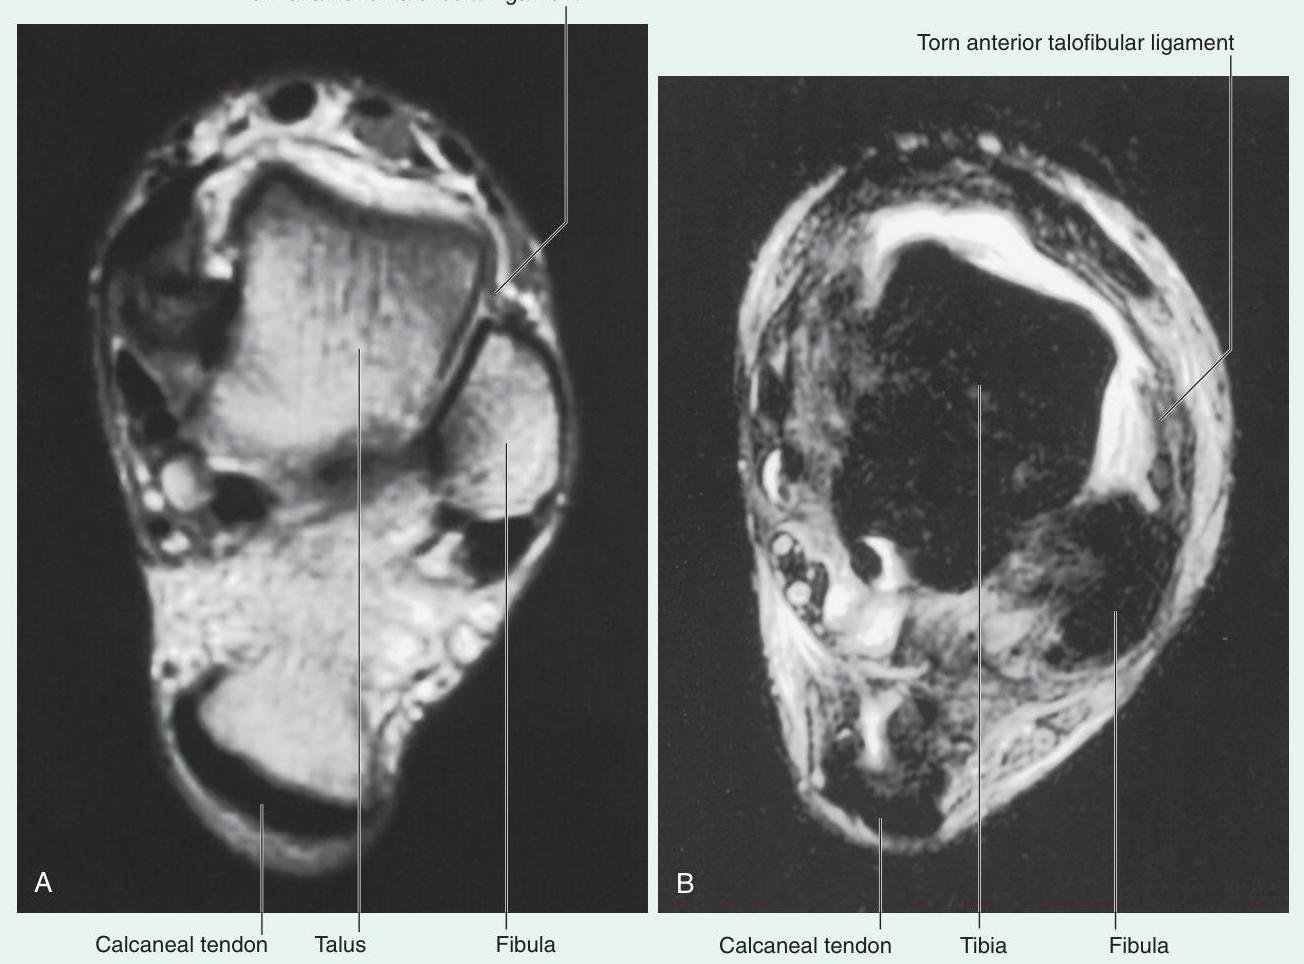 Torn anterior talofibular ligament
A
B
Calcaneal tendon
Talus
Fibula
Calcaneal tendon
Tibia
Fibula